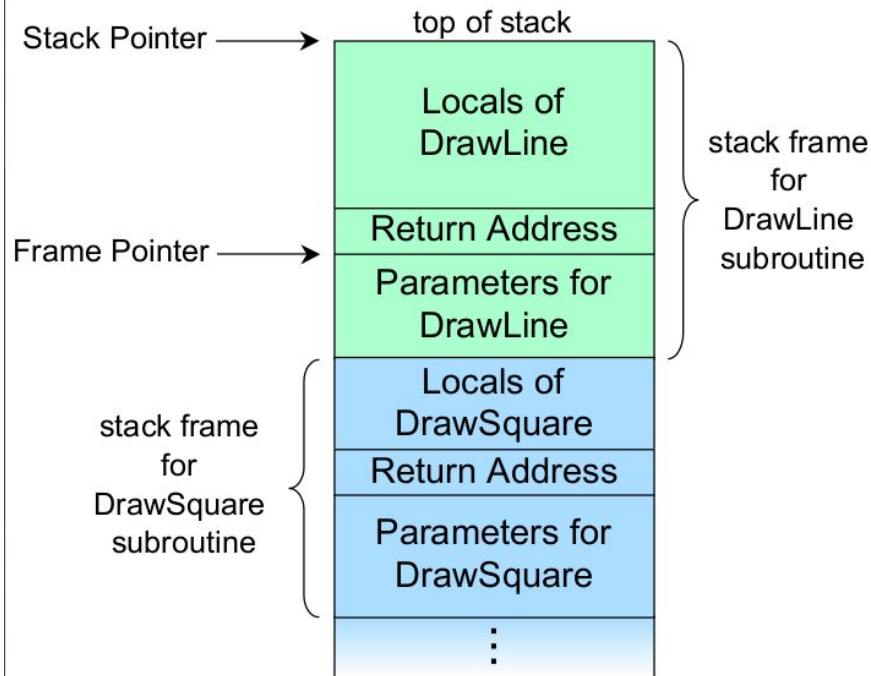 top of stack
Stack Pointer
Locals of
DrawLine
stack frame
for
DrawLine
subroutine
Return Address
Frame Pointer
Parameters for
DrawLine
Locals of
DrawSquare
stack frame
for
DrawSquare
subroutine
Return Address
Parameters for
DrawSquare
⋮